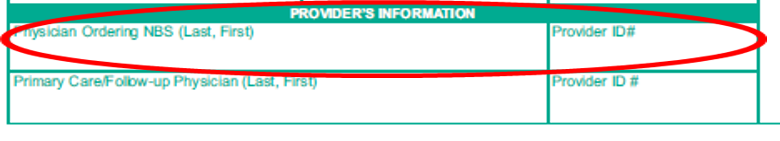 PROVIDER'S INFORMATION
Physician Ordering NBS (Last, First) Provider ID#
Primary Care/Follow-up Physician (Last, First) Provider ID #